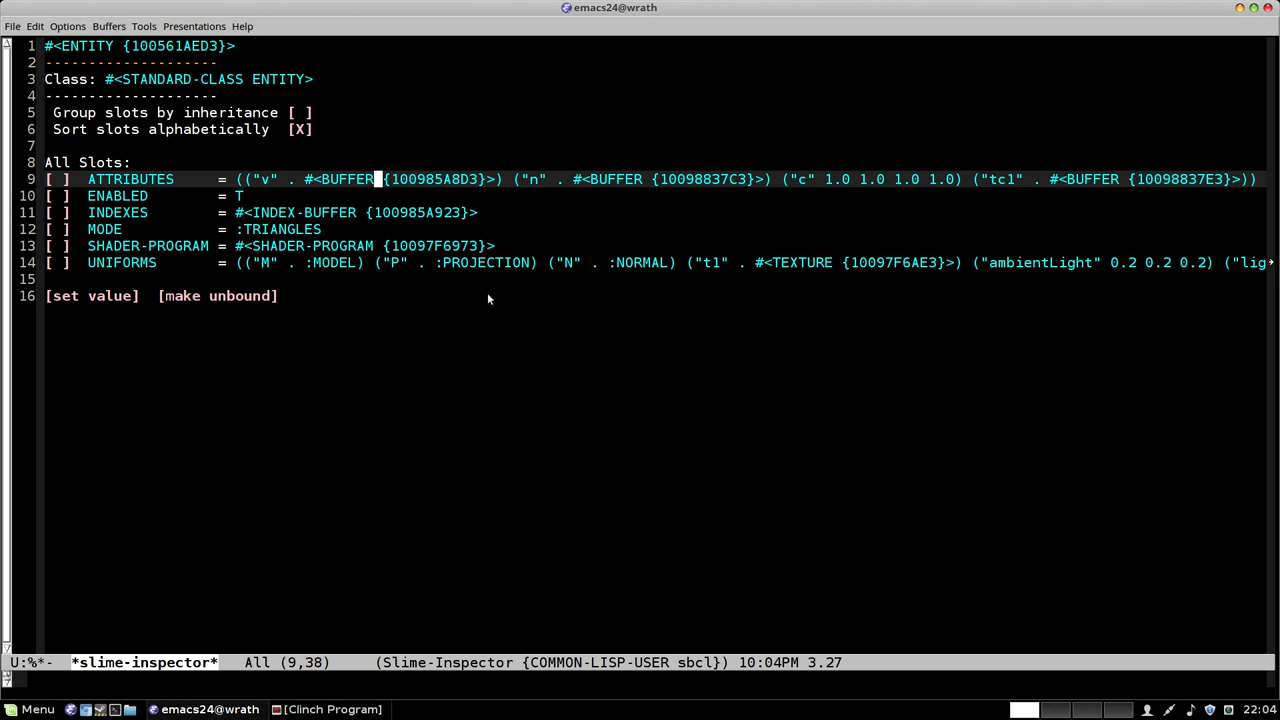 emacs24@wrath
File Edit Options Buffers Tools Presentations Help
1 #<ENTITY {100561AED3}>
2 --------------------
3 Class: #<STANDARD-CLASS ENTITY>
4 --------------------
5 Group slots by inheritance [ ]
6 Sort slots alphabetically [X]
7
8 All Slots:
9 [ ] ATTRIBUTES = (("v" . #<BUFFER {100985A8D3}>) ("n" . #<BUFFER {10098837C3}>) ("c" 1.0 1.0 1.0 1.0) ("tc1" . #<BUFFER {10098837E3}>))
10 [ ] ENABLED = T
11 [ ] INDEXES = #<INDEX-BUFFER {100985A923}>
12 [ ] MODE = :TRIANGLES
13 [ ] SHADER-PROGRAM = #<SHADER-PROGRAM {10097F6973}>
14 [ ] UNIFORMS = (("M" . :MODEL) ("P" . :PROJECTION) ("N" . :NORMAL) ("t1" . #<TEXTURE {10097F6AE3}>) ("ambientLight" 0.2 0.2 0.2) ("lig
15
16 [set value] [make unbound]
U:%*- *slime-inspector* All (9,38) (Slime-Inspector {COMMON-LISP-USER sbcl}) 10:04PM 3.27
Menu emacs24@wrath [Clinch Program] 22:04